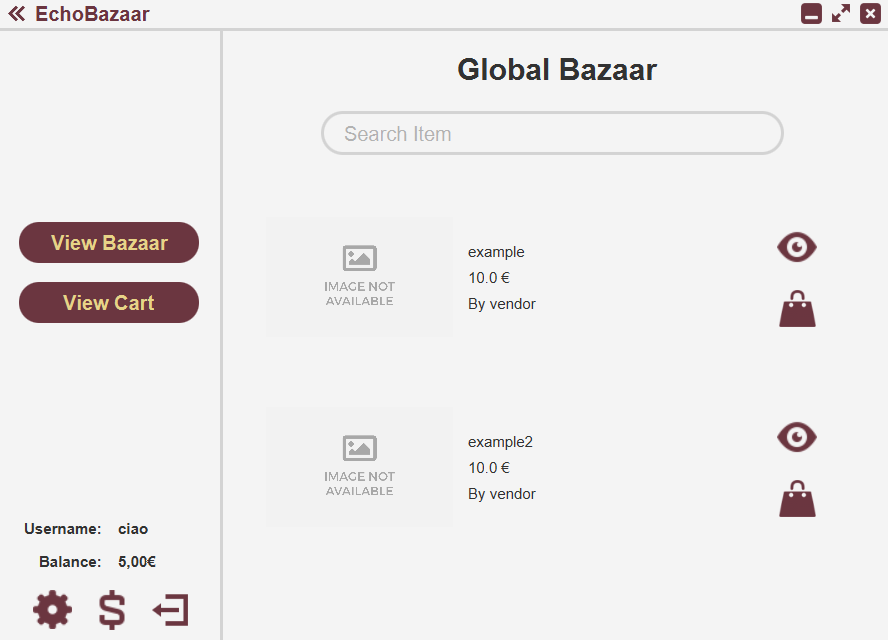 EchoBazaar
Global Bazaar
Search Item
View Bazaar
View Cart
IMAGE NOT
AVAILABLE
example
10.0 €
By vendor
IMAGE NOT
AVAILABLE
example2
10.0 €
By vendor
Username: ciao
Balance: 5,00€